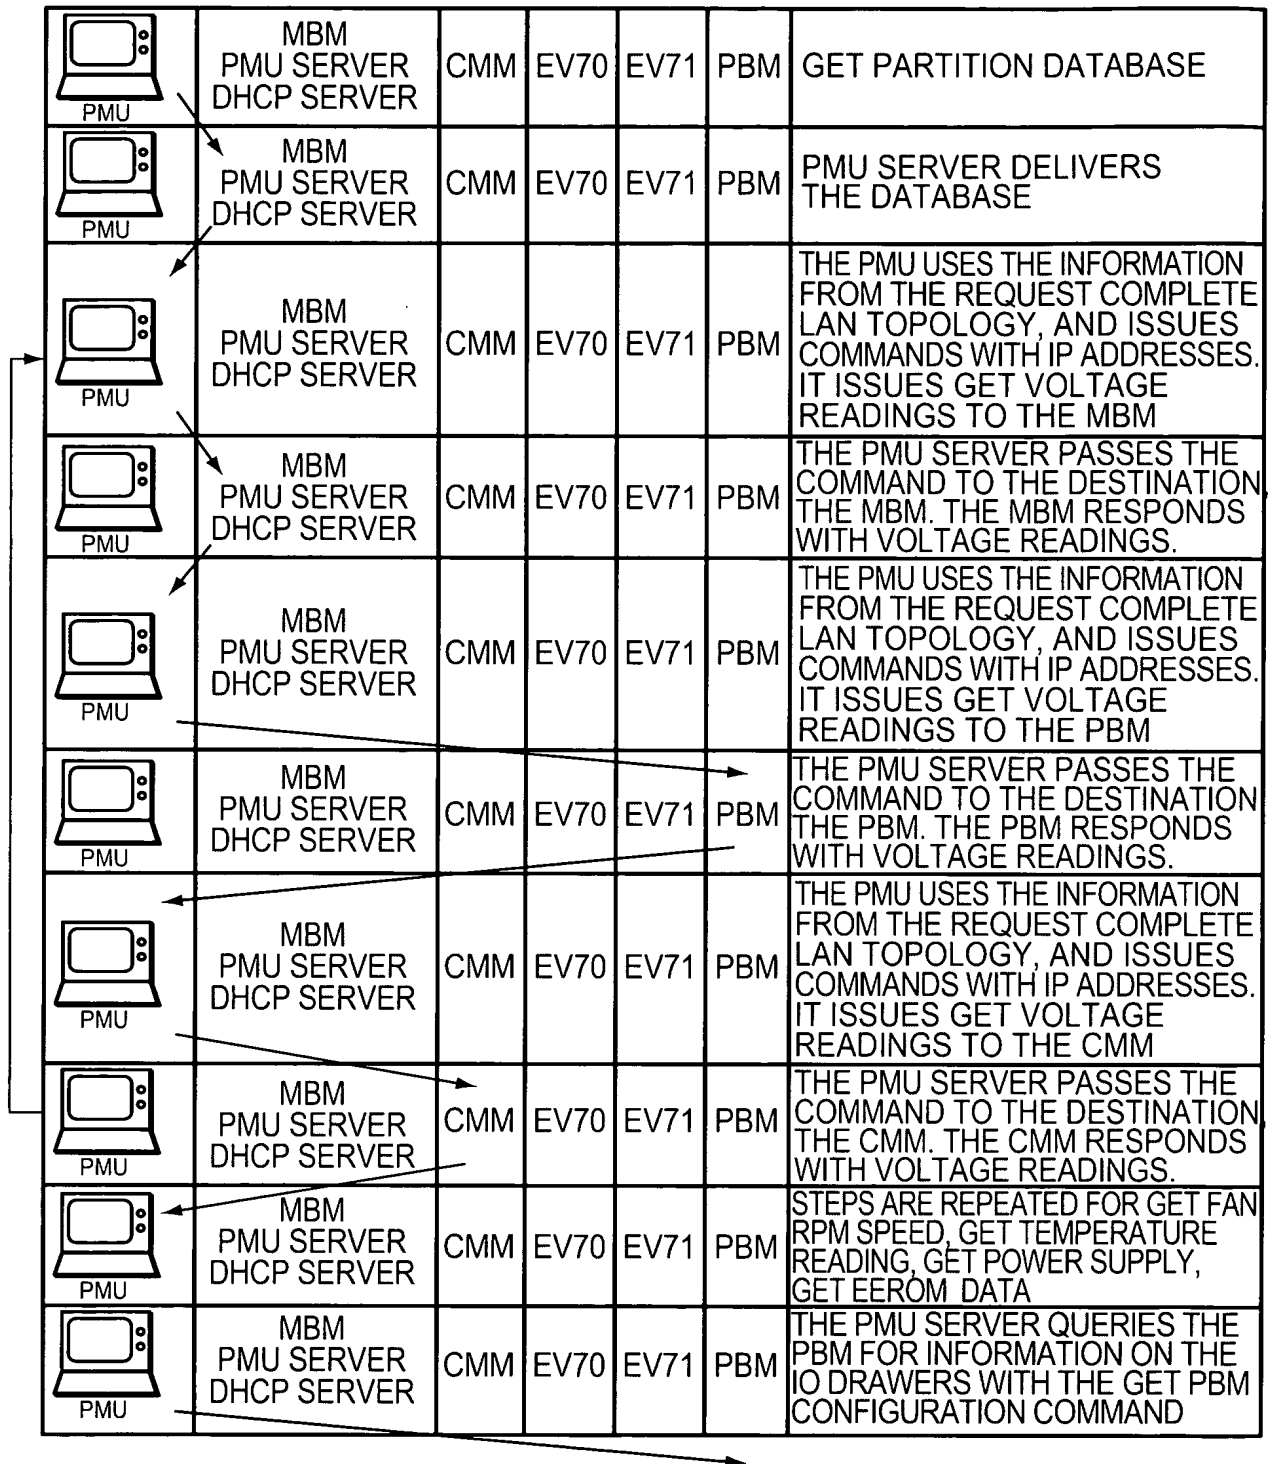 MBM
PMU SERVER
DHCP SERVER
CMM EV70 EV71 PBM
GET PARTITION DATABASE
PMU
MBM
PMU SERVER
DHCP SERVER
CMM EV70 EV71 PBM
PMU SERVER DELIVERS
THE DATABASE
PMU
MBM
PMU SERVER
DHCP SERVER
CMM EV70 EV71 PBM
THE PMU USES THE INFORMATION
FROM THE REQUEST COMPLETE
LAN TOPOLOGY, AND ISSUES
COMMANDS WITH IP ADDRESSES.
IT ISSUES GET VOLTAGE
READINGS TO THE MBM
PMU
MBM
PMU SERVER
DHCP SERVER
CMM EV70 EV71 PBM
THE PMU SERVER PASSES THE
COMMAND TO THE DESTINATION
THE MBM. THE MBM RESPONDS
WITH VOLTAGE READINGS.
PMU
MBM
PMU SERVER
DHCP SERVER
CMM EV70 EV71 PBM
THE PMU USES THE INFORMATION
FROM THE REQUEST COMPLETE
LAN TOPOLOGY, AND ISSUES
COMMANDS WITH IP ADDRESSES.
IT ISSUES GET VOLTAGE
READINGS TO THE PBM
PMU
MBM
PMU SERVER
DHCP SERVER
CMM EV70 EV71 PBM
THE PMU SERVER PASSES THE
COMMAND TO THE DESTINATION
THE PBM. THE PBM RESPONDS
WITH VOLTAGE READINGS.
PMU
MBM
PMU SERVER
DHCP SERVER
CMM EV70 EV71 PBM
THE PMU USES THE INFORMATION
FROM THE REQUEST COMPLETE
LAN TOPOLOGY, AND ISSUES
COMMANDS WITH IP ADDRESSES.
IT ISSUES GET VOLTAGE
READINGS TO THE CMM
PMU
MBM
PMU SERVER
DHCP SERVER
CMM EV70 EV71 PBM
THE PMU SERVER PASSES THE
COMMAND TO THE DESTINATION
THE CMM. THE CMM RESPONDS
WITH VOLTAGE READINGS.
PMU
MBM
PMU SERVER
DHCP SERVER
CMM EV70 EV71 PBM
STEPS ARE REPEATED FOR GET FAN
RPM SPEED, GET TEMPERATURE
READING, GET POWER SUPPLY,
GET EEROM DATA
PMU
MBM
PMU SERVER
DHCP SERVER
CMM EV70 EV71 PBM
THE PMU SERVER QUERIES THE
PBM FOR INFORMATION ON THE
IO DRAWERS WITH THE GET PBM
CONFIGURATION COMMAND
PMU